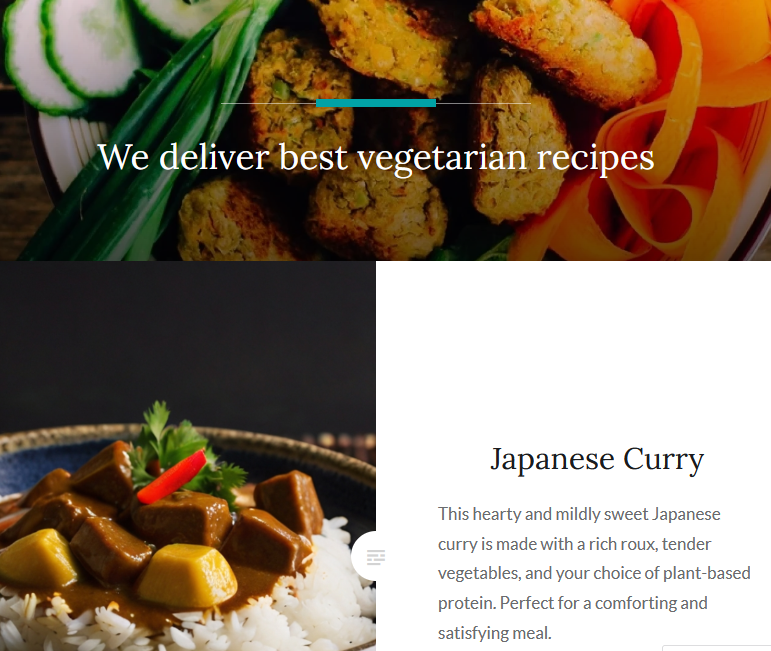 We deliver best vegetarian recipes
Japanese Curry
This hearty and mildly sweet Japanese
curry is made with a rich roux, tender
vegetables, and your choice of plant-based
protein. Perfect for a comforting and
satisfying meal.